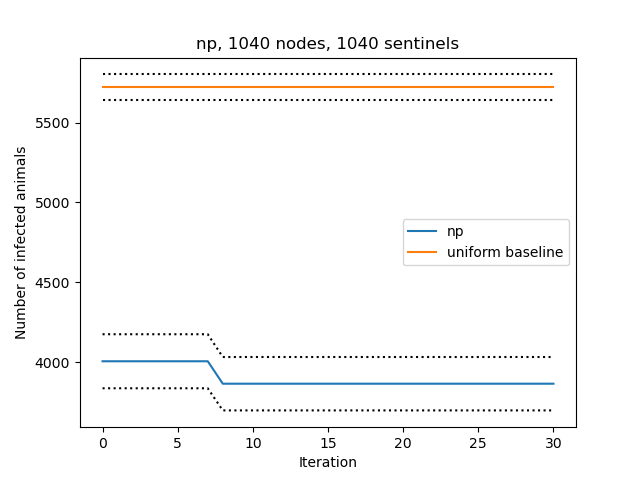 np, 1040 nodes, 1040 sentinels
Number of infected animals
5500
5000
4500
4000
np
uniform baseline
0 5 10 15 20 25 30
Iteration